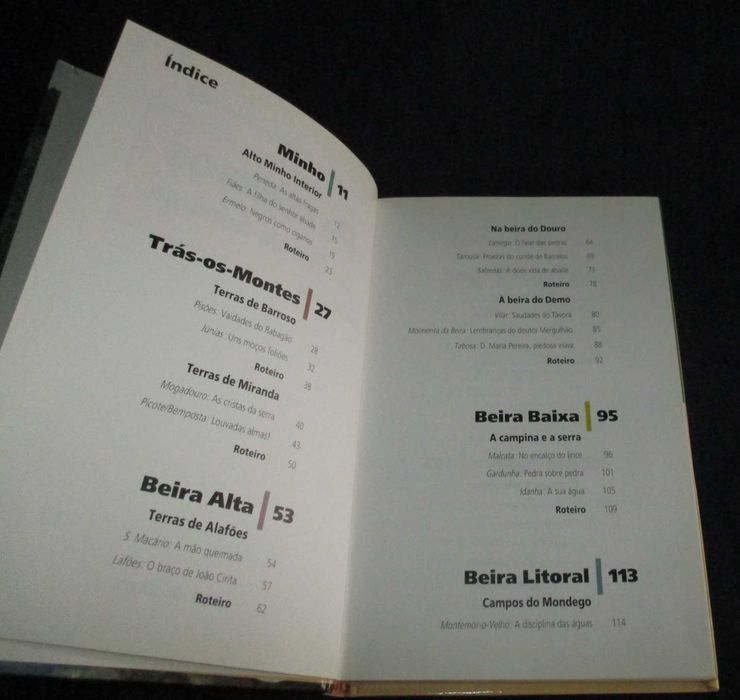 Índice
Minho 11
Alto Minho Interior
Peneda: As altas fragas 12
Fiães: A filha do senhor abade 15
Ermelo: Negros como ciganos 19
Roteiro 23
Trás-os-Montes 27
Terras de Barroso
Pisões: Vaidades do Rabagão 28
Júnias: Uns moços foliões 32
Roteiro 38
Terras de Miranda
Mogadouro: As cristas da serra 40
Picote/Bemposta: Louvadas almas! 43
Roteiro 50
Beira Alta 53
Terras de Alafões
S. Macário: A mão queimada 54
Lafões: O braço de João Cirita 57
Roteiro 62
Na beira do Douro
Lamego: O falar das pedras 64
Tarouca: Proezas do conde de Barcelos 69
Salzedas: A doce vida do abade 73
Roteiro 78
À beira do Demo
Vilar: Saudades do Távora 80
Moimenta da Beira: Lembranças do doutor Mergulhão 85
Tabosa: D. Maria Pereira, piedosa viúva 88
Roteiro 92
Beira Baixa 95
A campina e a serra
Malcata: No encalço do lince 96
Gardunha: Pedra sobre pedra 101
Idanha: A sua água 105
Roteiro 109
Beira Litoral 113
Campos do Mondego
Montemor-o-Velho: A disciplina das águas 114